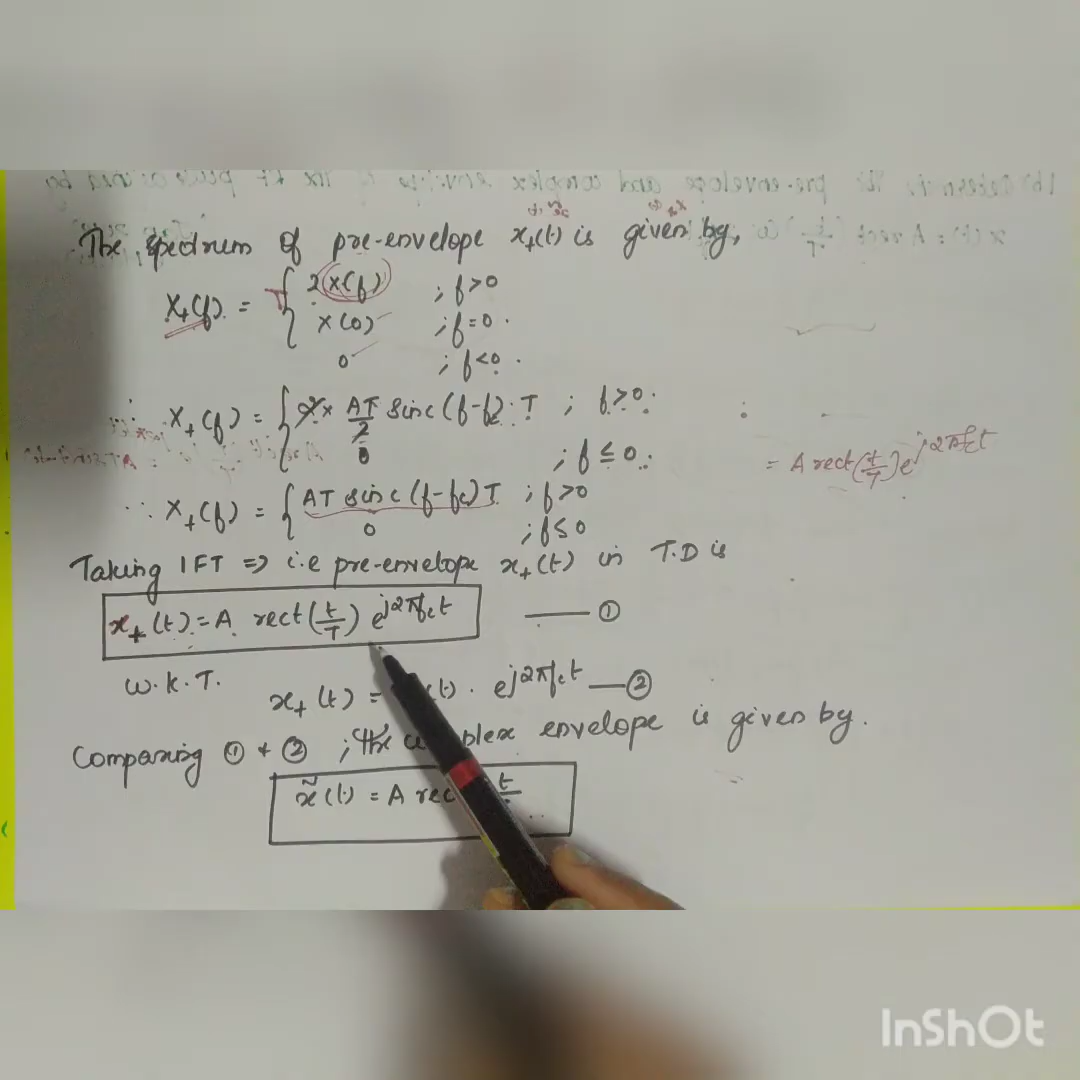 The spectrum of pre-envelope x₊(t) is given by,
X₊(f) = { 2 X(f) ; f>0
X(0) ; f=0.
0 ; f<0.
∴ X₊(f) = { 2 x AT/2 sinc (f-fc) T ; f>0.
0 ; f ≤ 0.
= A rect(t/T) e^j2πfct
∴ X₊(f) = { AT sinc (f-fc) T ; f>0
0 ; f≤0
Taking IFT => i.e pre-envelope x₊(t) in T.D is
x₊(t) = A rect(t/T) e^j2πfct —— ①
W.K.T.
x₊(t) = (t). e^j2πfct — ②
Comparing ① + ② ; the complex envelope is given by.
x̃(t) = A rec t
InShOt